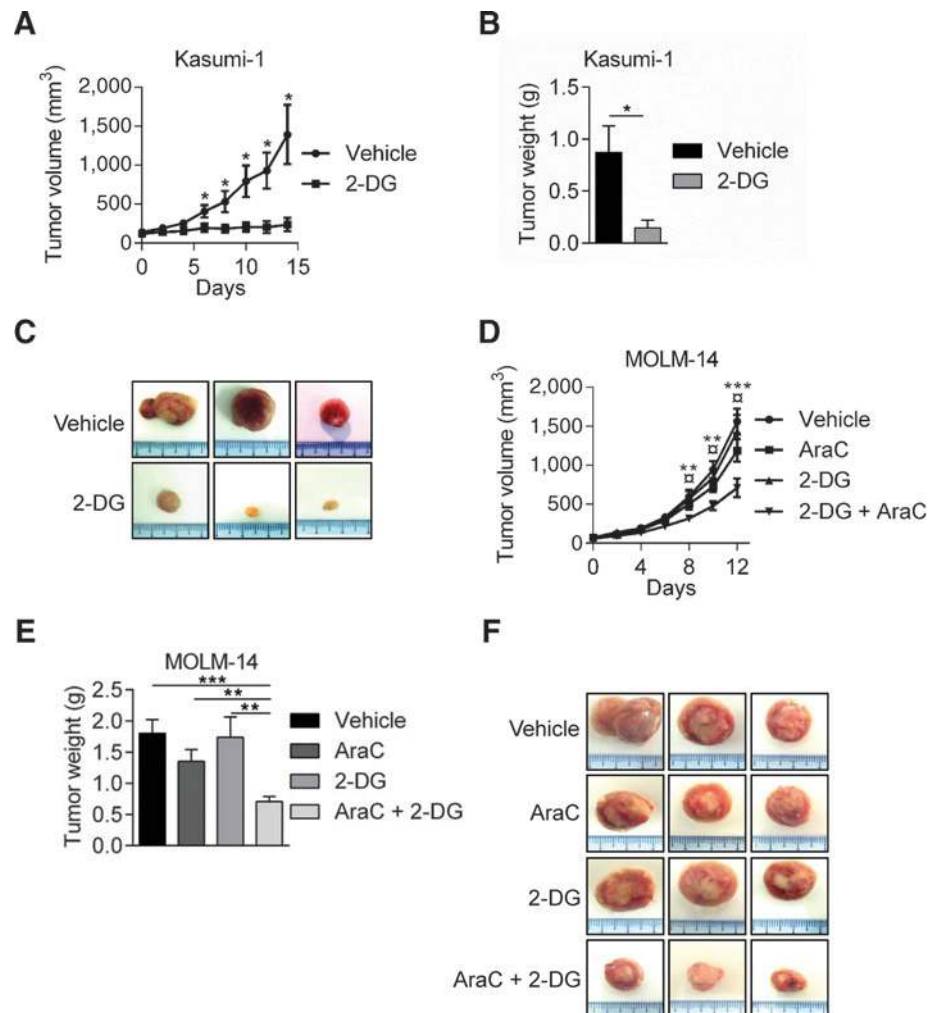 A
Kasumi-1
Tumor volume (mm³)
2,000
1,500
1,000
500
0
0 5 10 15
Days
* * * * *
Vehicle
2-DG
B
Kasumi-1
Tumor weight (g)
1.5
1.0
0.5
0.0
*
Vehicle
2-DG
C
Vehicle
2-DG
D
MOLM-14
Tumor volume (mm³)
2,000
1,500
1,000
500
0
0 4 8 12
Days
** ** ***
¤ ¤ ¤
Vehicle
AraC
2-DG
2-DG + AraC
E
MOLM-14
Tumor weight (g)
2.5
2.0
1.5
1.0
0.5
0.0
***
**
**
Vehicle
AraC
2-DG
AraC + 2-DG
F
Vehicle
AraC
2-DG
AraC + 2-DG